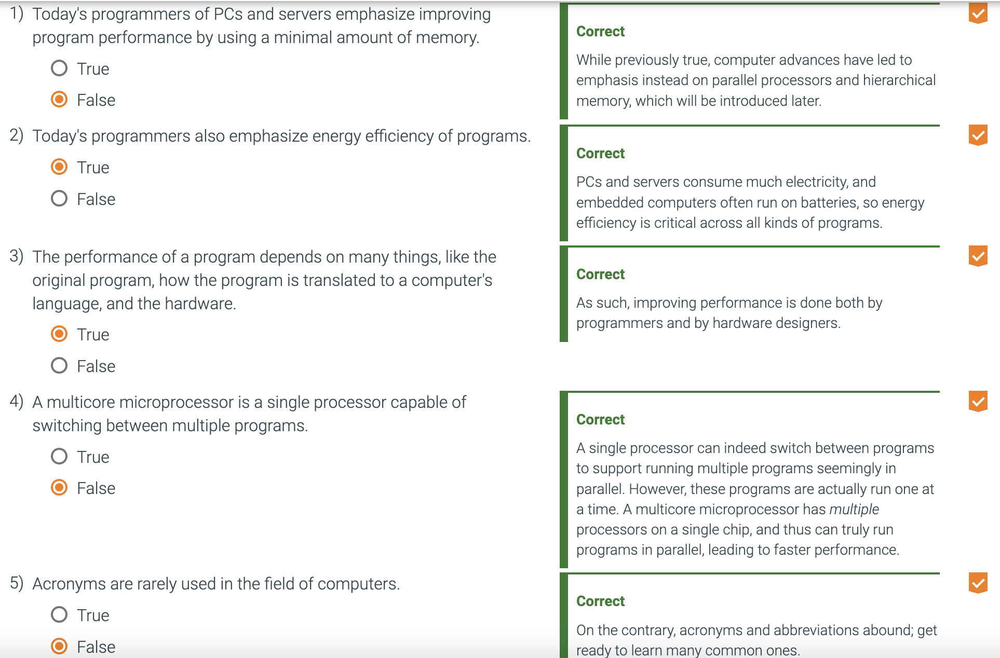 1) Today's programmers of PCs and servers emphasize improving
program performance by using a minimal amount of memory.
True
False
Correct
While previously true, computer advances have led to
emphasis instead on parallel processors and hierarchical
memory, which will be introduced later.
2) Today's programmers also emphasize energy efficiency of programs.
True
False
Correct
PCs and servers consume much electricity, and
embedded computers often run on batteries, so energy
efficiency is critical across all kinds of programs.
3) The performance of a program depends on many things, like the
original program, how the program is translated to a computer's
language, and the hardware.
True
False
Correct
As such, improving performance is done both by
programmers and by hardware designers.
4) A multicore microprocessor is a single processor capable of
switching between multiple programs.
True
False
Correct
A single processor can indeed switch between programs
to support running multiple programs seemingly in
parallel. However, these programs are actually run one at
a time. A multicore microprocessor has multiple
processors on a single chip, and thus can truly run
programs in parallel, leading to faster performance.
5) Acronyms are rarely used in the field of computers.
True
False
Correct
On the contrary, acronyms and abbreviations abound; get
ready to learn many common ones.